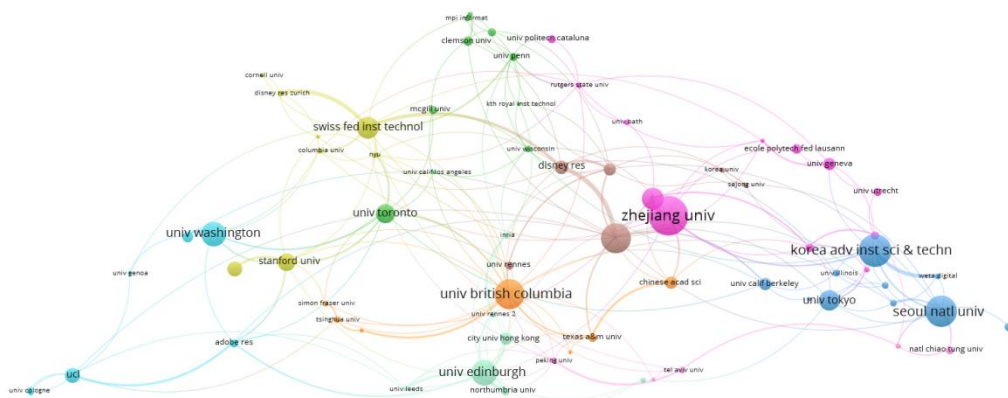 mpi informat
clemson univ
univ politecn cataluna
univ penn
cornell univ
disney res zurich
rutgers state univ
kth royal inst technol
mcgill univ
swiss fed inst technol
univ bath
columbia univ
nyu
univ wisconsin
ecole polytech fed lausann
disney res
univ geneva
korea univ
univ calif los angeles
sejong univ
univ utrecht
univ toronto
zhejiang univ
univ washington
inria
korea adv inst sci & techn
stanford univ
univ rennes
univ genoa
univ illinois
weta digital
chinese acad sci
univ calif berkeley
univ british columbia
simon fraser univ
univ tokyo
seoul natl univ
univ rennes 2
tsinghua univ
city univ hong kong
texas a&m univ
adobe res
natl chiao tung univ
peking univ
tel aviv univ
ucl
univ edinburgh
univ cologne
univ leeds
northumbria univ